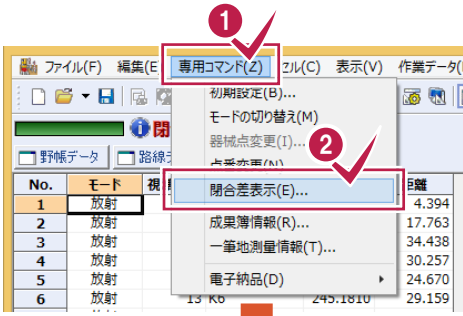 1
ファイル(F) 編集(E 専用コマンド(Z) セル(C) 表示(V) 作業データ(
初期設定(B)...
モードの切り替え(M)
器械点変更(I)...
2
点番変更(N)
閉合差表示(E)...
成果簿情報(R)...
一筆地測量情報(T)...
電子納品(D)
閉
野帳データ 路線
No. モード 視 距離
1 放射 4.394
2 放射 17.763
3 放射 34.438
4 放射 30.257
5 放射 24.670
6 放射 13 K6 245.1810 29.159